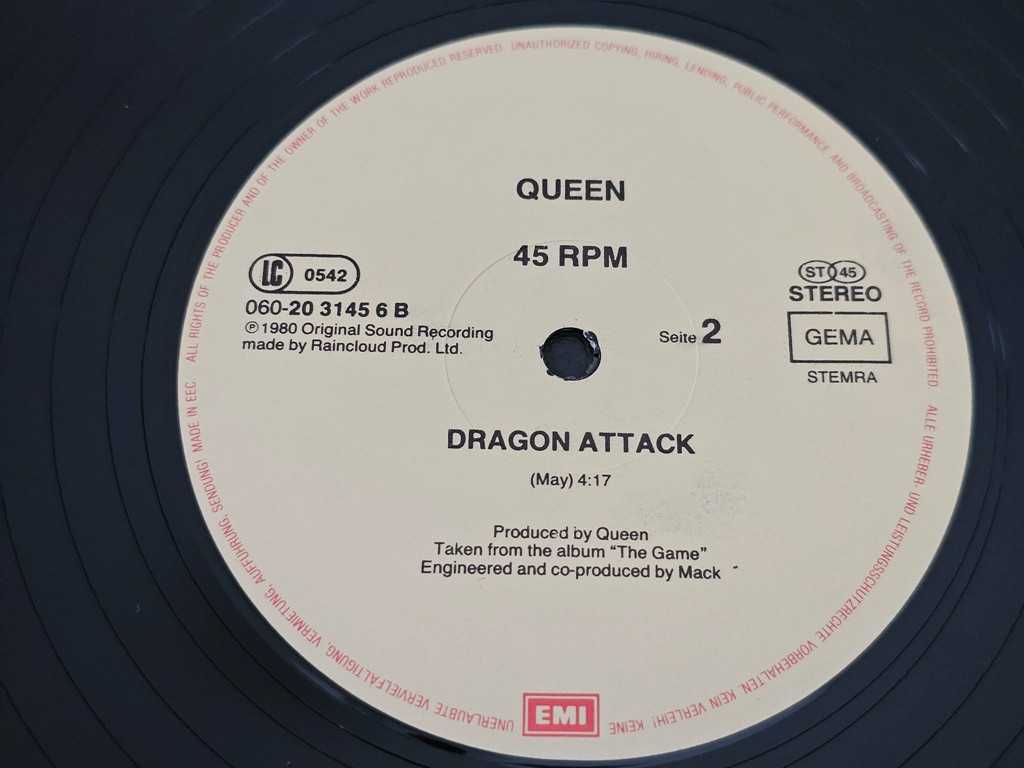 ALL RIGHTS OF THE PRODUCER AND OF THE OWNER OF THE WORK REPRODUCED RESERVED. UNAUTHORIZED COPYING, HIRING, LENDING, PUBLIC PERFORMANCE AND BROADCASTING OF THE RECORD PROHIBITED
ALLE URHEBER- UND LEISTUNGSSCHUTZRECHTE VORBEHALTEN. KEIN VERLEIH! KEINE UNERLAUBTE VERVIELFÄLTIGUNG, VERMIETUNG, AUFFÜHRUNG, SENDUNG! MADE IN EEC.
QUEEN
45 RPM
LC 0542
060-20 3145 6 B
Ⓟ1980 Original Sound Recording
made by Raincloud Prod. Ltd.
Seite 2
ST 45
STEREO
GEMA
STEMRA
DRAGON ATTACK
(May) 4:17
Produced by Queen
Taken from the album "The Game"
Engineered and co-produced by Mack
EMI